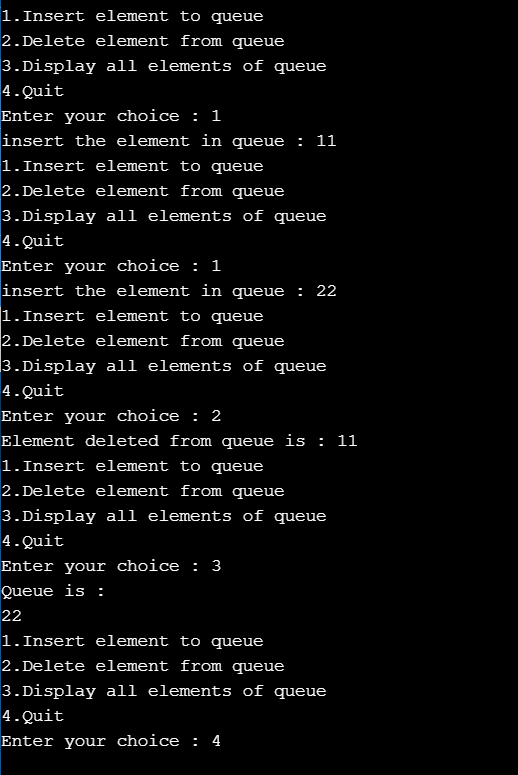 1.Insert element to queue
2.Delete element from queue
3.Display all elements of queue
4.Quit
Enter your choice : 1
insert the element in queue : 11
1.Insert element to queue
2.Delete element from queue
3.Display all elements of queue
4.Quit
Enter your choice : 1
insert the element in queue : 22
1.Insert element to queue
2.Delete element from queue
3.Display all elements of queue
4.Quit
Enter your choice : 2
Element deleted from queue is : 11
1.Insert element to queue
2.Delete element from queue
3.Display all elements of queue
4.Quit
Enter your choice : 3
Queue is :
22
1.Insert element to queue
2.Delete element from queue
3.Display all elements of queue
4.Quit
Enter your choice : 4